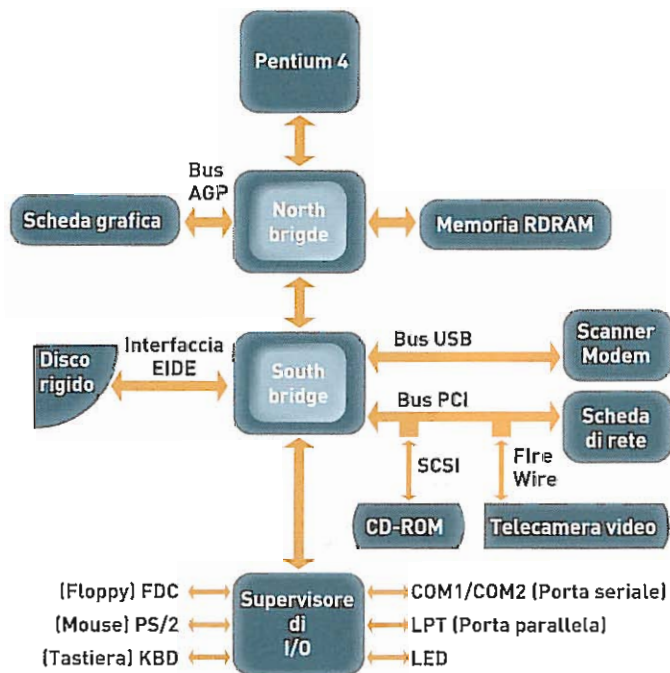 Pentium 4
Bus
AGP
Scheda grafica
North
brigde
Memoria RDRAM
Disco
rigido
Interfaccia
EIDE
South
bridge
Bus USB
Scanner
Modem
Bus PCI
Scheda
di rete
SCSI
FIre
Wire
CD-ROM
Telecamera video
(Floppy) FDC
(Mouse) PS/2
(Tastiera) KBD
Supervisore
di
I/O
COM1/COM2 (Porta seriale)
LPT (Porta parallela)
LED